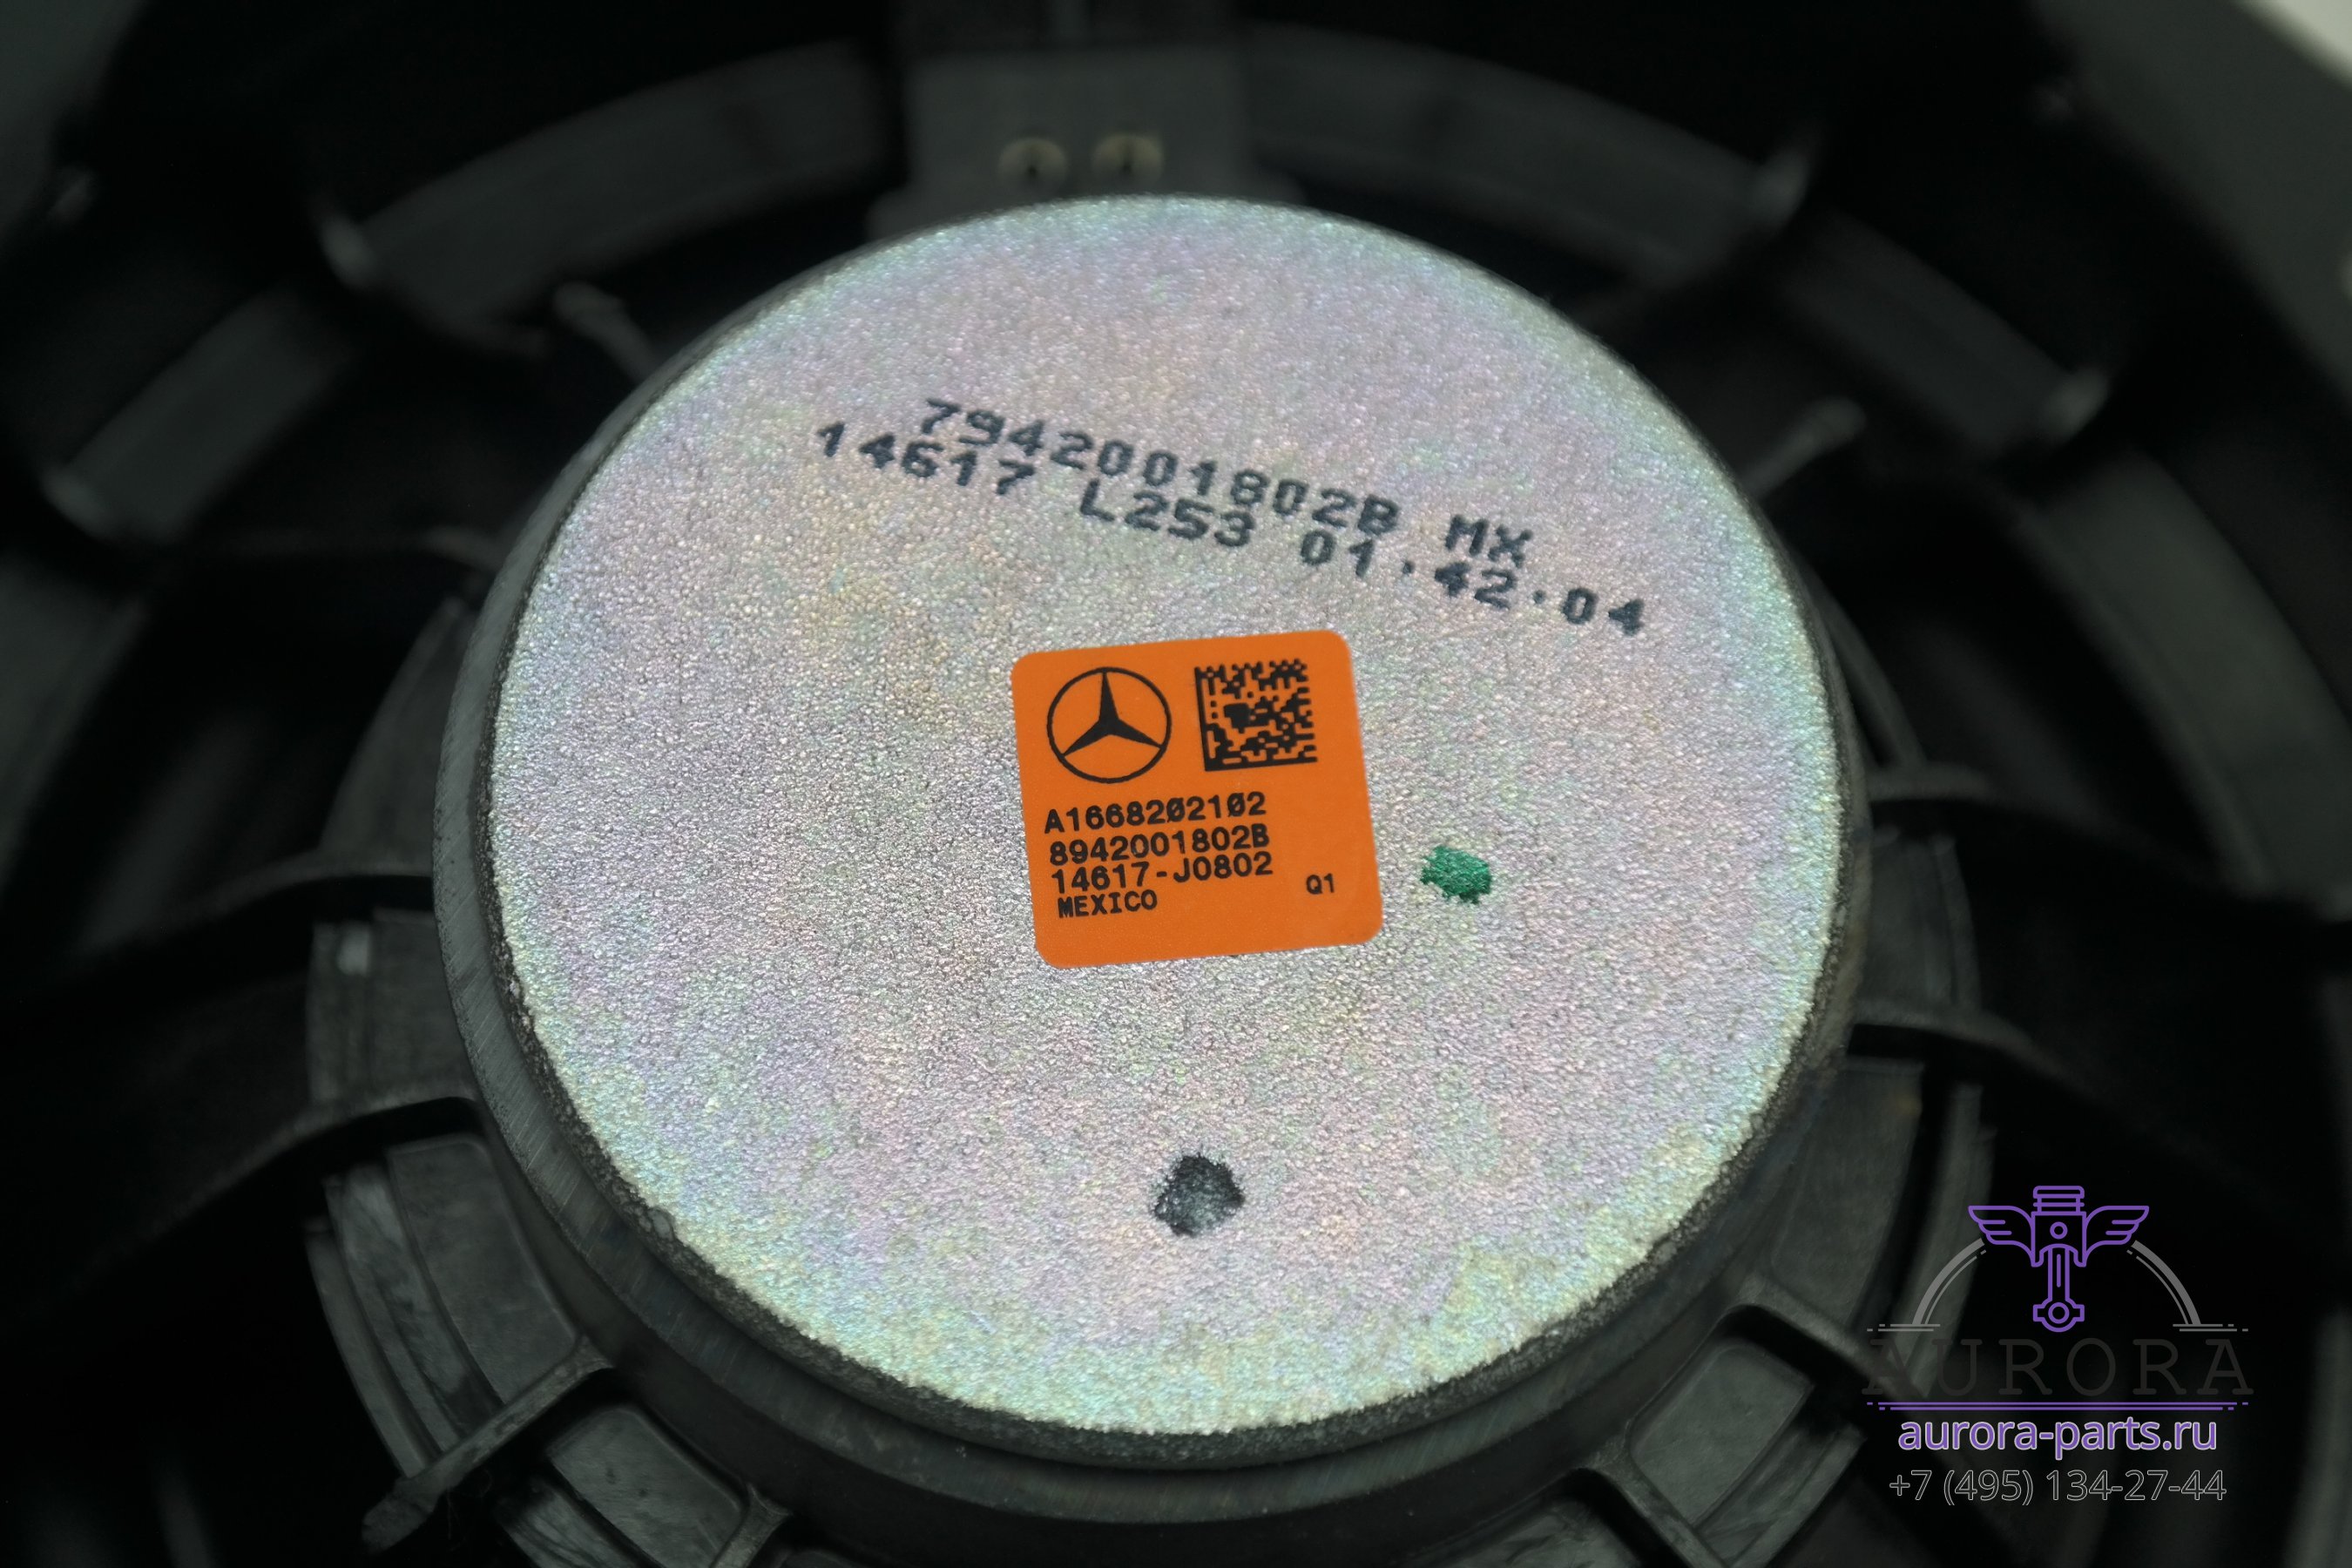 7942001802B MX
14617 L253 01.42.04
A1668202102
8942001802B
14617-J0802
MEXICO Q1
AURORA
aurora-parts.ru
+7 (495) 134-27-44